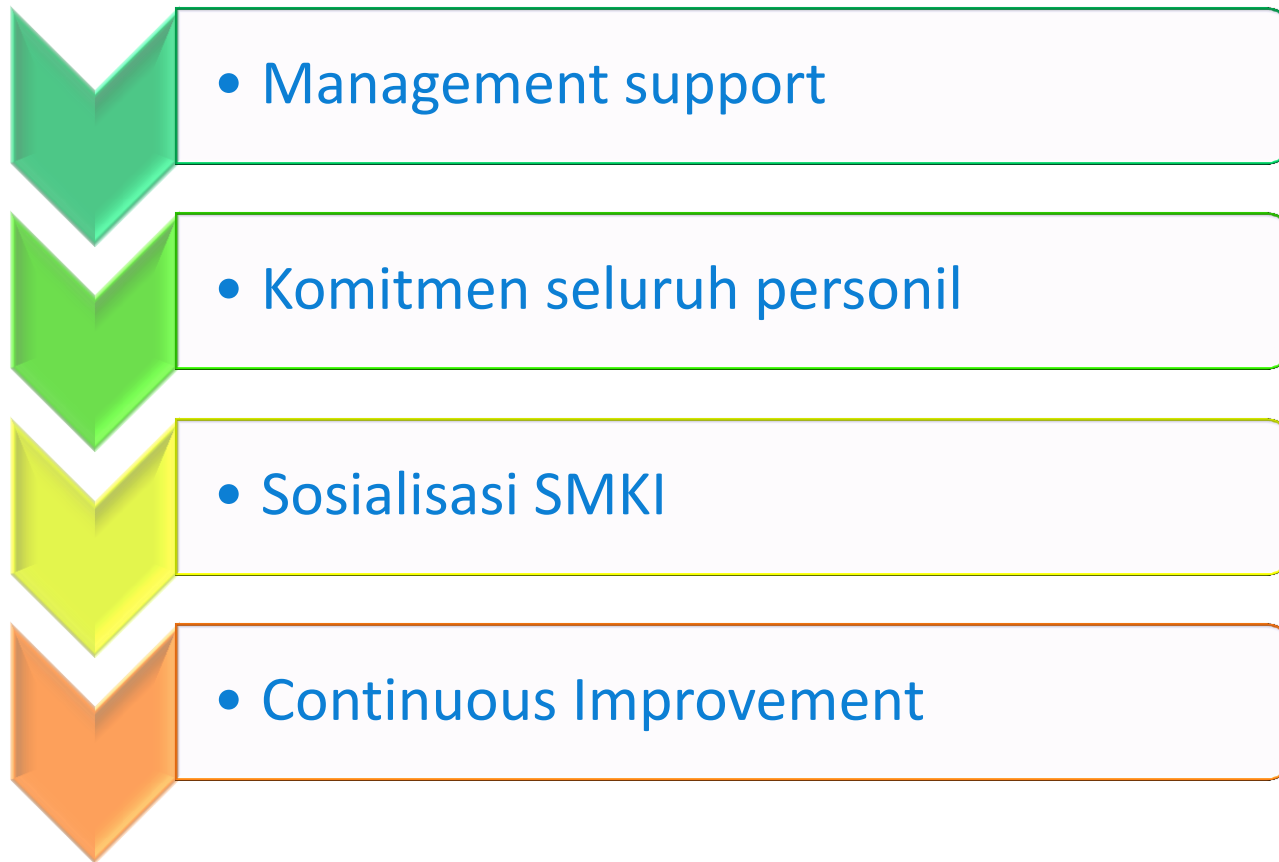 • Management support
• Komitmen seluruh personil
• Sosialisasi SMKI
• Continuous Improvement